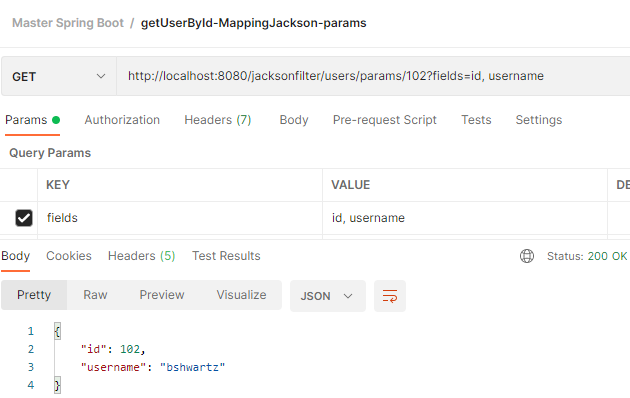 Master Spring Boot / getUserById-MappingJackson-params
GET http://localhost:8080/jacksonfilter/users/params/102?fields=id, username
Params Authorization Headers (7) Body Pre-request Script Tests Settings
Query Params
KEY VALUE DE
fields id, username
Body Cookies Headers (5) Test Results Status: 200 OK
Pretty Raw Preview Visualize JSON
1 {
2 "id": 102,
3 "username": "bshwartz"
4 }